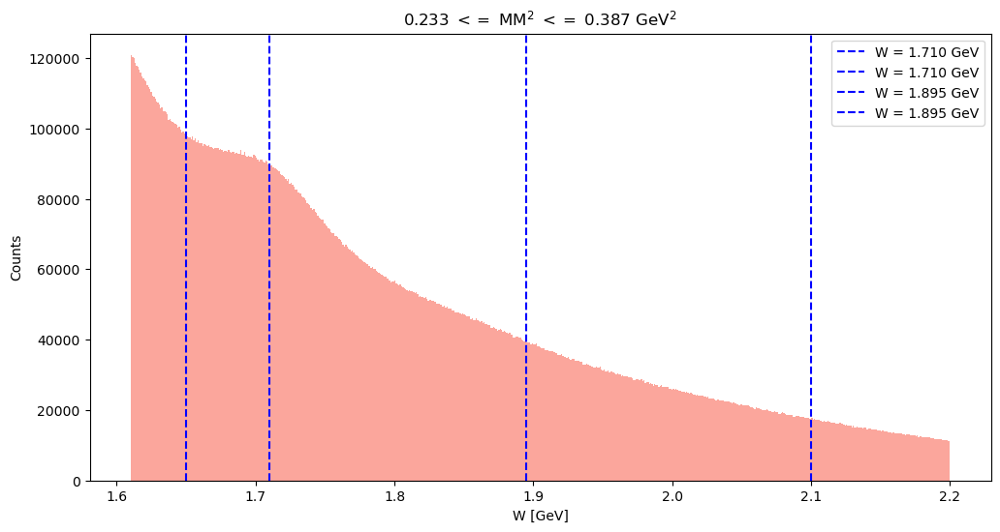 0.233 <= MM² <= 0.387 GeV²
120000
100000
80000
60000
40000
20000
0
Counts
W = 1.710 GeV
W = 1.710 GeV
W = 1.895 GeV
W = 1.895 GeV
1.6 1.7 1.8 1.9 2.0 2.1 2.2
W [GeV]